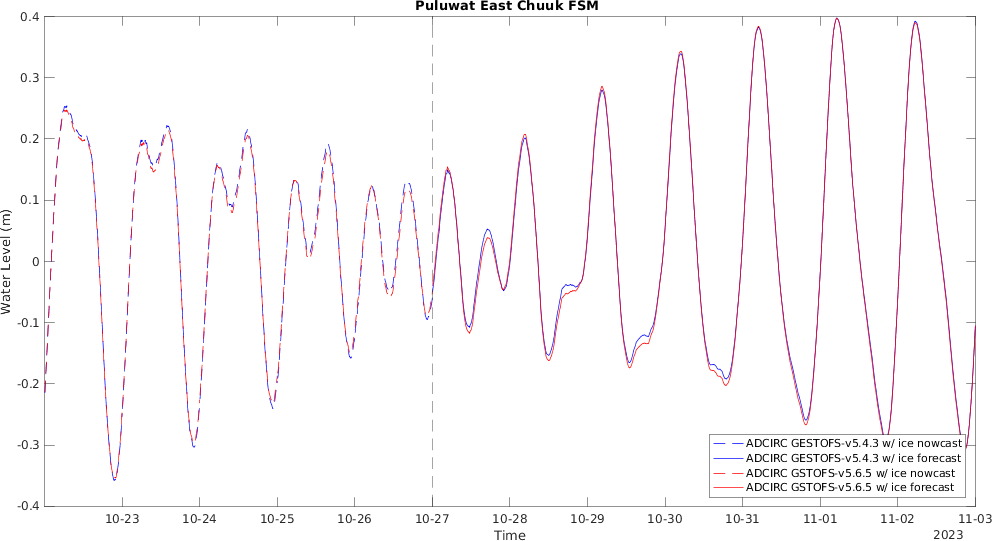 Puluwat East Chuuk FSM
0.4
0.3
0.2
0.1
0
-0.1
-0.2
-0.3
-0.4
Water Level (m)
10-23 10-24 10-25 10-26 10-27 10-28 10-29 10-30 10-31 11-01 11-02 11-03
Time
2023
ADCIRC GESTOFS-v5.4.3 w/ ice nowcast
ADCIRC GESTOFS-v5.4.3 w/ ice forecast
ADCIRC GSTOFS-v5.6.5 w/ ice nowcast
ADCIRC GSTOFS-v5.6.5 w/ ice forecast